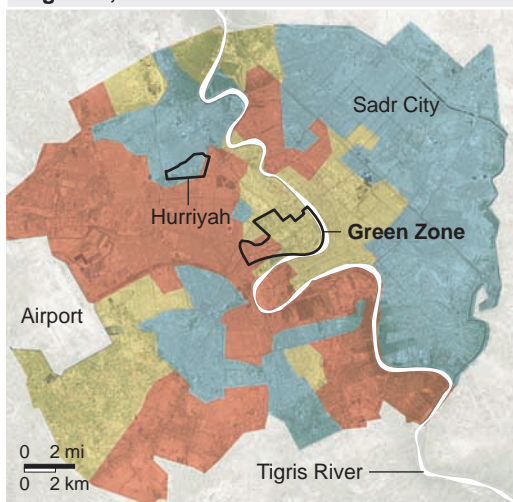 Sadr City
Hurriyah
Green Zone
Airport
0 2 mi
0 2 km
Tigris River